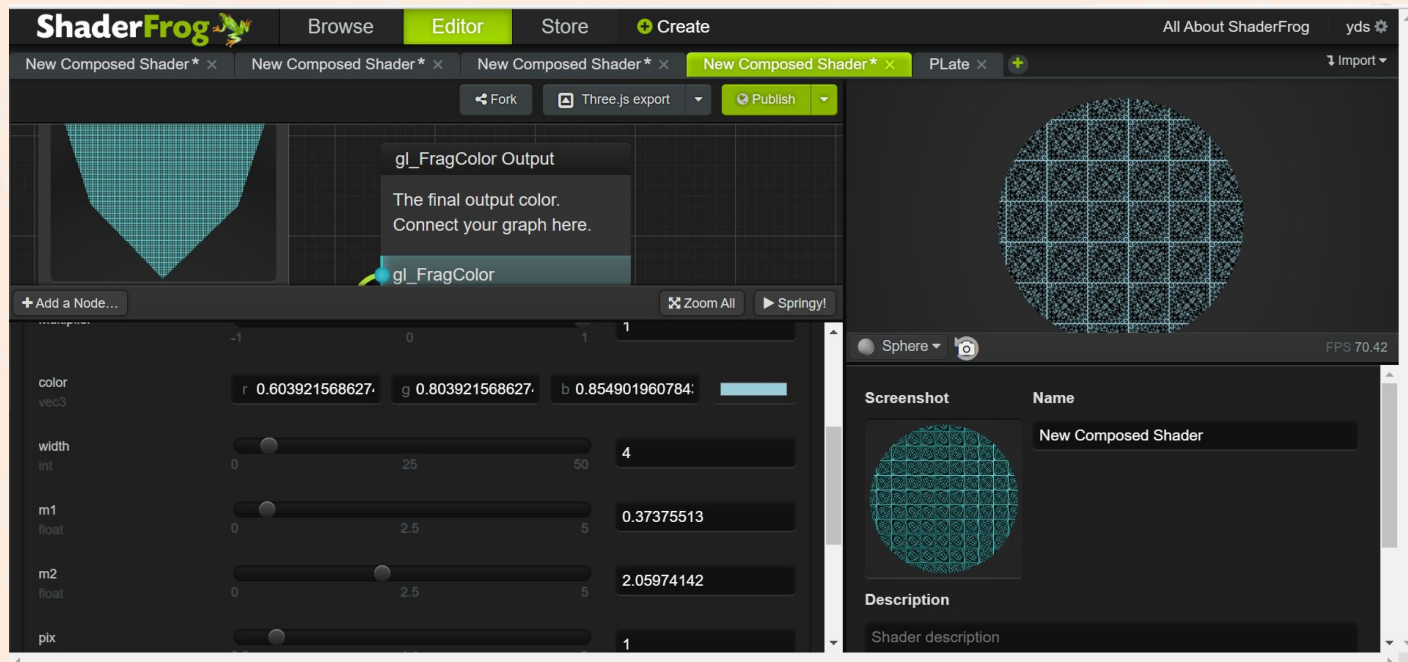 ShaderFrog Browse Editor Store Create All About ShaderFrog yds
New Composed Shader* × New Composed Shader* × New Composed Shader* × New Composed Shader* × PLate × Import
Fork Three.js export Publish
gl_FragColor Output
The final output color.
Connect your graph here.
gl_FragColor
Add a Node... Zoom All Springy!
1
-1 0 1
Sphere FPS 70.42
color r 0.603921568627 g 0.803921568627 b 0.854901960784
vec3
Screenshot Name
New Composed Shader
width 4
int 0 25 50
m1 0.37375513
float 0 2.5 5
m2 2.05974142
float 0 2.5 5
Description
Shader description
pix 1